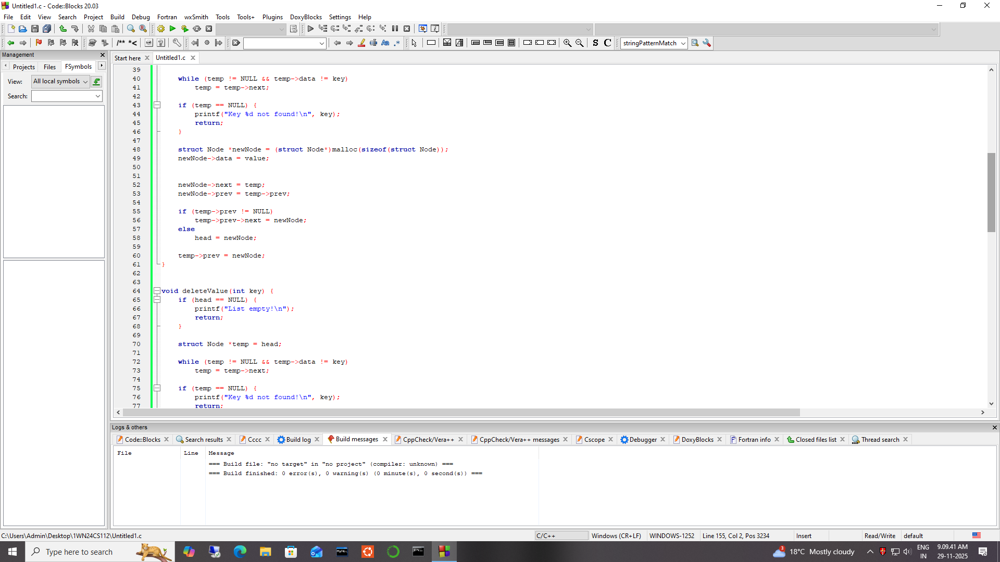 Untitled1.c - Code::Blocks 20.03
File Edit View Search Project Build Debug Fortran wxSmith Tools Tools+ Plugins DoxyBlocks Settings Help
/** *< Aa .* S C stringPatternMatch
Management
Projects Files FSymbols
View: All local symbols
Search:
Start here Untitled1.c
39
40 while (temp != NULL && temp->data != key)
41 temp = temp->next;
42
43 if (temp == NULL) {
44 printf("Key %d not found!\n", key);
45 return;
46 }
47
48 struct Node *newNode = (struct Node*)malloc(sizeof(struct Node));
49 newNode->data = value;
50
51
52 newNode->next = temp;
53 newNode->prev = temp->prev;
54
55 if (temp->prev != NULL)
56 temp->prev->next = newNode;
57 else
58 head = newNode;
59
60 temp->prev = newNode;
61 }
62
63
64 void deleteValue(int key) {
65 if (head == NULL) {
66 printf("List empty!\n");
67 return;
68 }
69
70 struct Node *temp = head;
71
72 while (temp != NULL && temp->data != key)
73 temp = temp->next;
74
75 if (temp == NULL) {
76 printf("Key %d not found!\n", key);
77 return;
Logs & others
Code::Blocks Search results Cccc Build log Build messages CppCheck/Vera++ CppCheck/Vera++ messages Cscope Debugger DoxyBlocks Fortran info Closed files list Thread search
File Line Message
=== Build file: "no target" in "no project" (compiler: unknown) ===
=== Build finished: 0 error(s), 0 warning(s) (0 minute(s), 0 second(s)) ===
C:\Users\Admin\Desktop\1WN24CS112\Untitled1.c C/C++ Windows (CR+LF) WINDOWS-1252 Line 155, Col 2, Pos 3234 Insert Read/Write default
Type here to search 3 18°C Mostly cloudy ENG IN 9.09.41 AM 29-11-2025